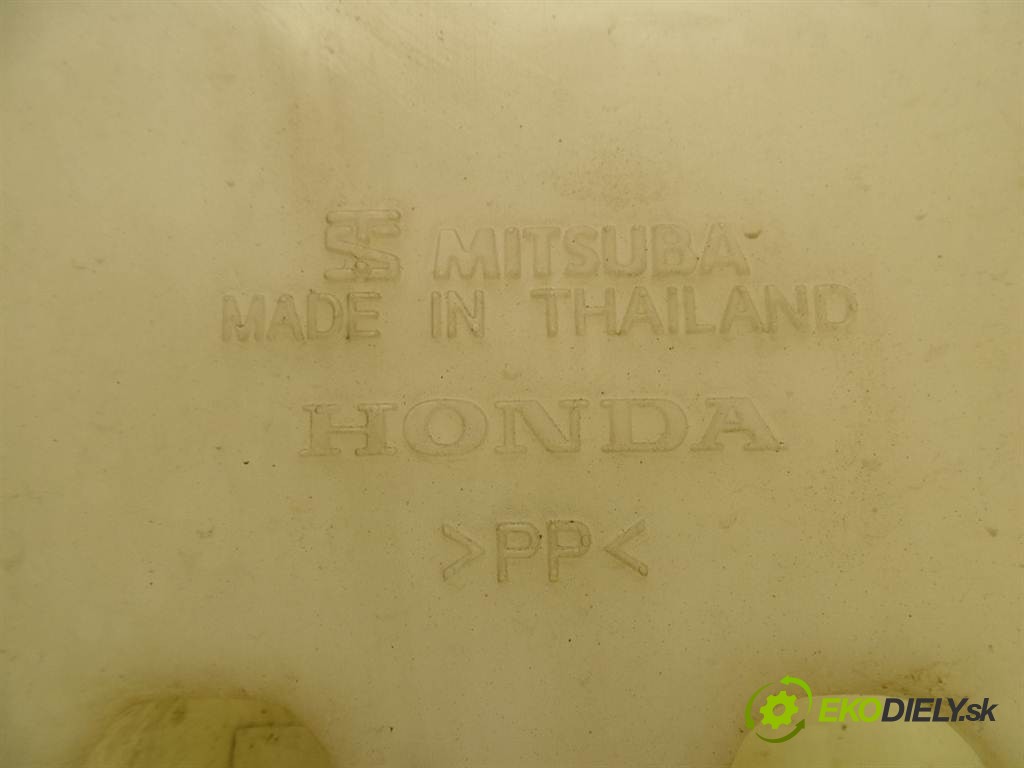 MITSUBA
MADE IN THAILAND
HONDA
>PP<
EKODIELY.sk